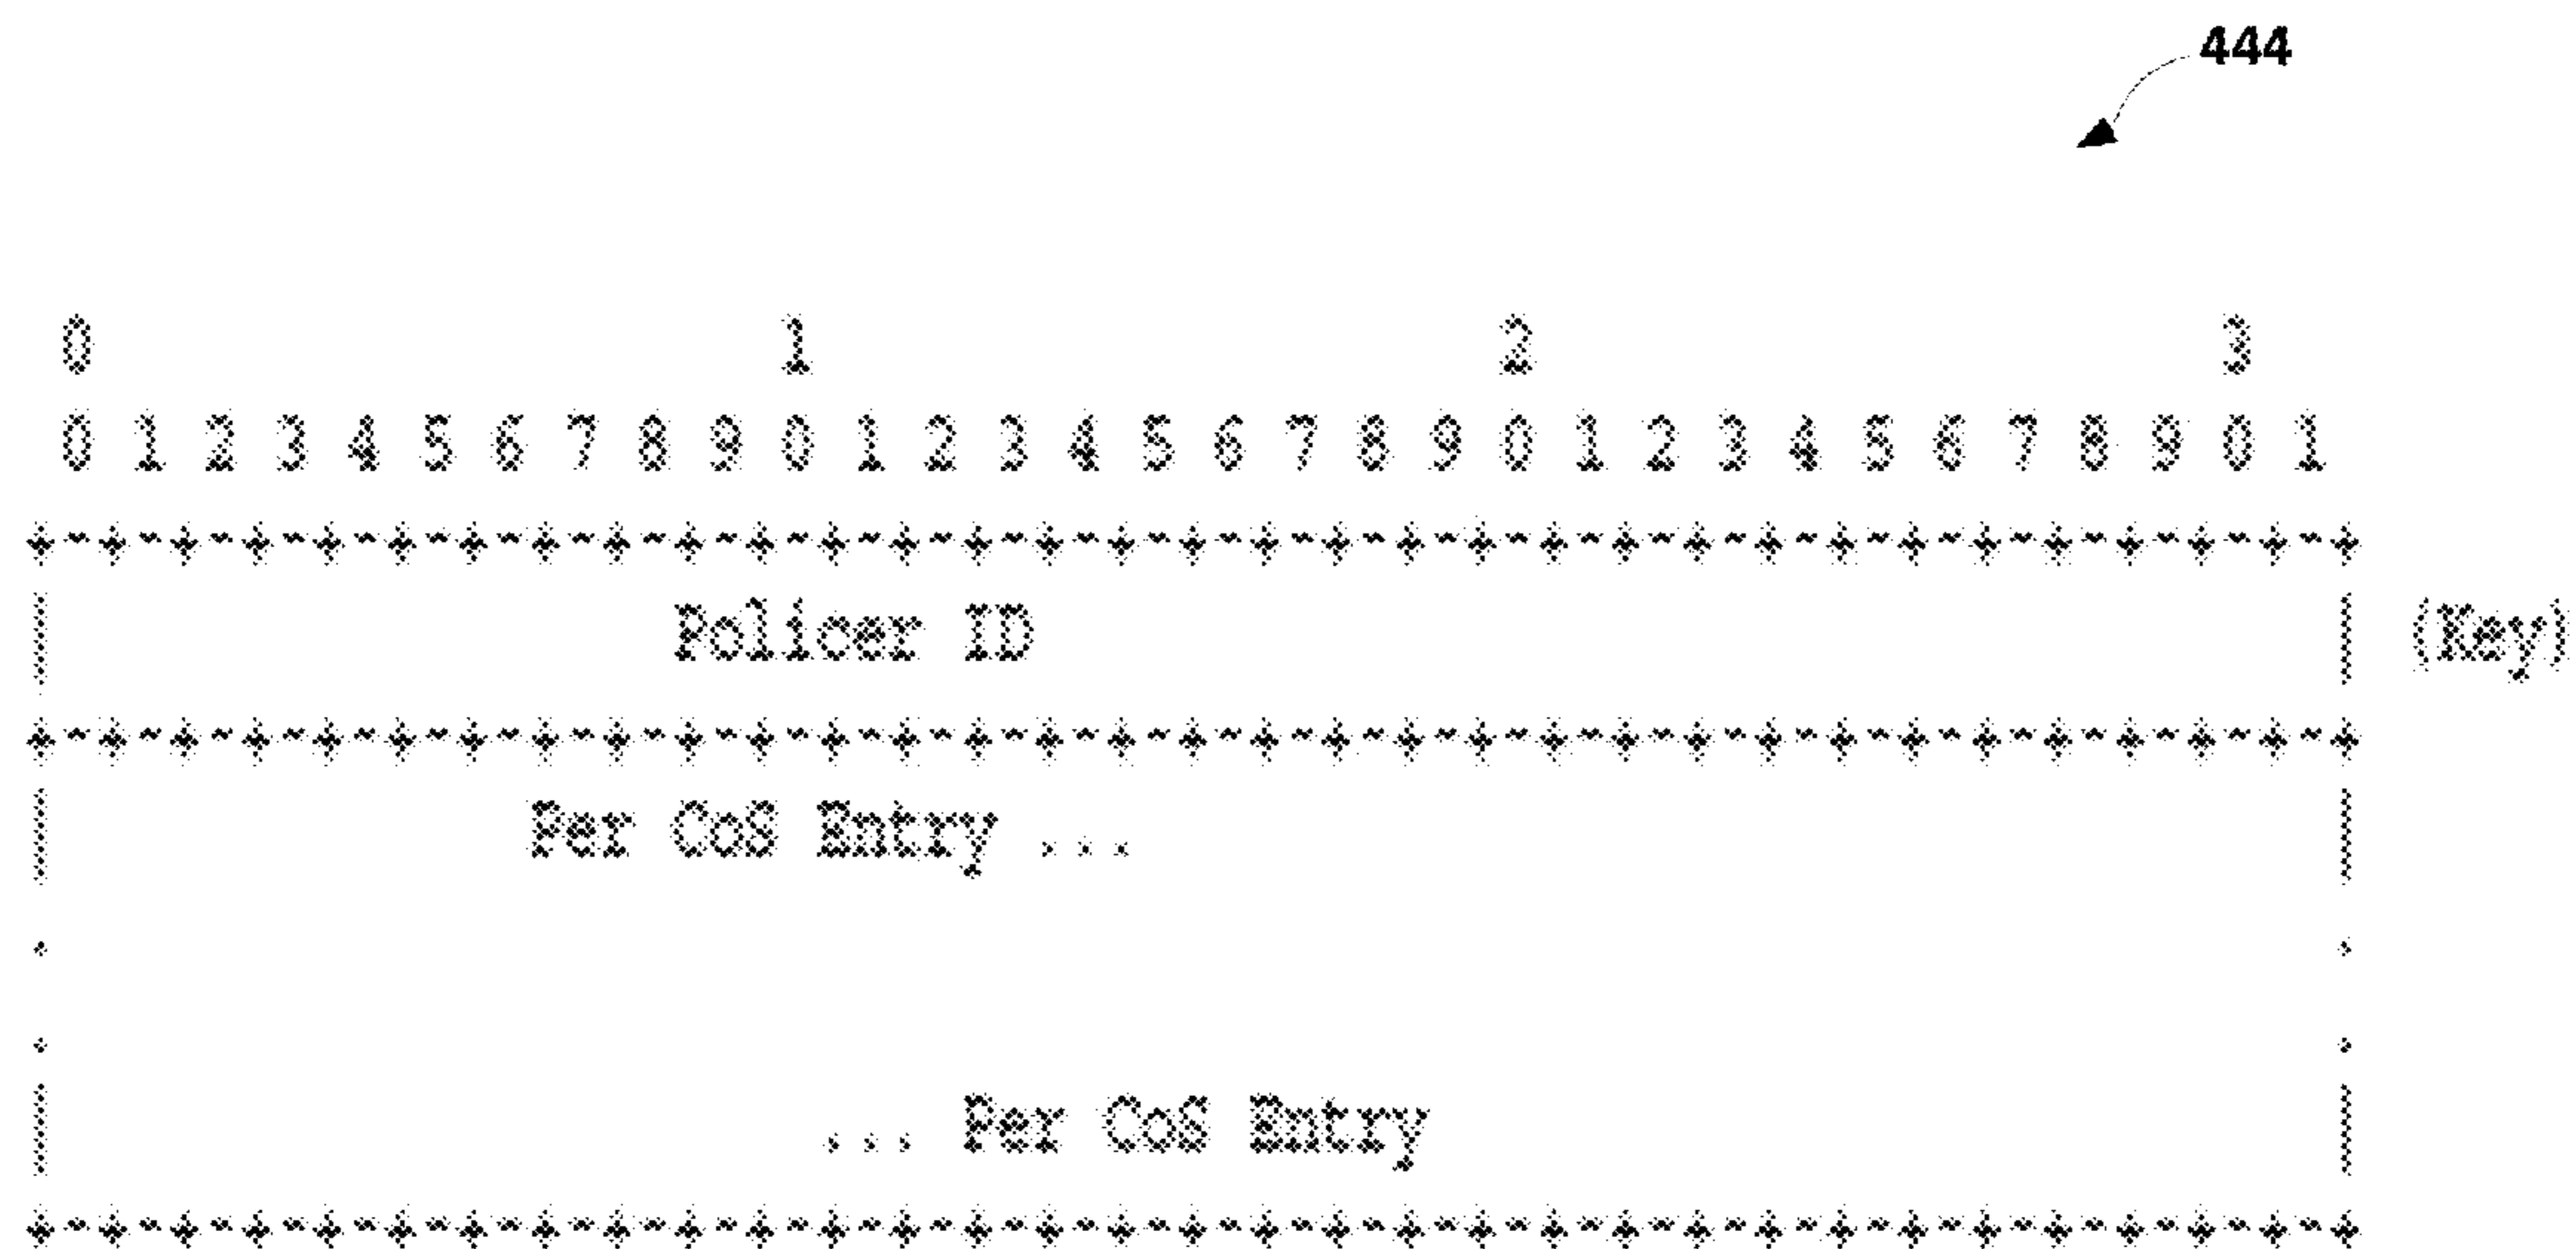 444
0 1 2 3
0 1 2 3 4 5 6 7 8 9 0 1 2 3 4 5 6 7 8 9 0 1 2 3 4 5 6 7 8 9 0 1
+-+-+-+-+-+-+-+-+-+-+-+-+-+-+-+-+-+-+-+-+-+-+-+-+-+-+-+-+-+-+-+-+
| Policer ID | (Key)
+-+-+-+-+-+-+-+-+-+-+-+-+-+-+-+-+-+-+-+-+-+-+-+-+-+-+-+-+-+-+-+-+
| Per CoS Entry ... |
. .
. .
| ... Per CoS Entry |
+-+-+-+-+-+-+-+-+-+-+-+-+-+-+-+-+-+-+-+-+-+-+-+-+-+-+-+-+-+-+-+-+